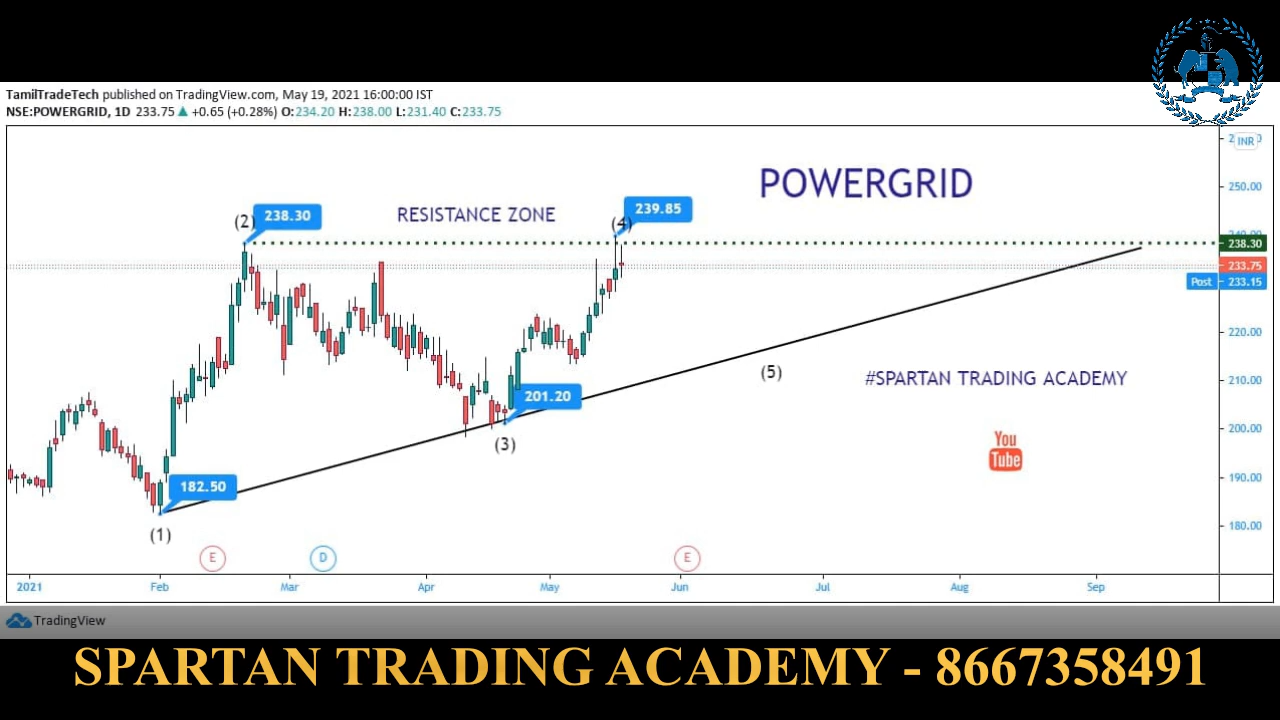 TamilTradeTech published on TradingView.com, May 19, 2021 16:00:00 IST
NSE:POWERGRID, 1D 233.75 ▲ +0.65 (+0.28%) O:234.20 H:238.00 L:231.40 C:233.75
INR
POWERGRID
250.00
(2) 238.30
RESISTANCE ZONE
(4) 239.85
240.00
238.30
233.75
Post 233.15
220.00
(5)
#SPARTAN TRADING ACADEMY
210.00
201.20
200.00
(3)
You
Tube
190.00
182.50
180.00
(1)
E
D
E
2021 Feb Mar Apr May Jun Jul Aug Sep
TradingView
SPARTAN TRADING ACADEMY - 8667358491